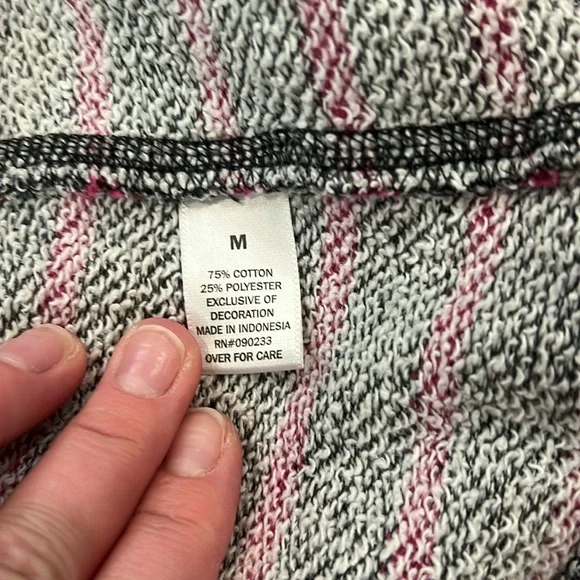 M
75% COTTON
25% POLYESTER
EXCLUSIVE OF
DECORATION
MADE IN INDONESIA
RN#090233
OVER FOR CARE